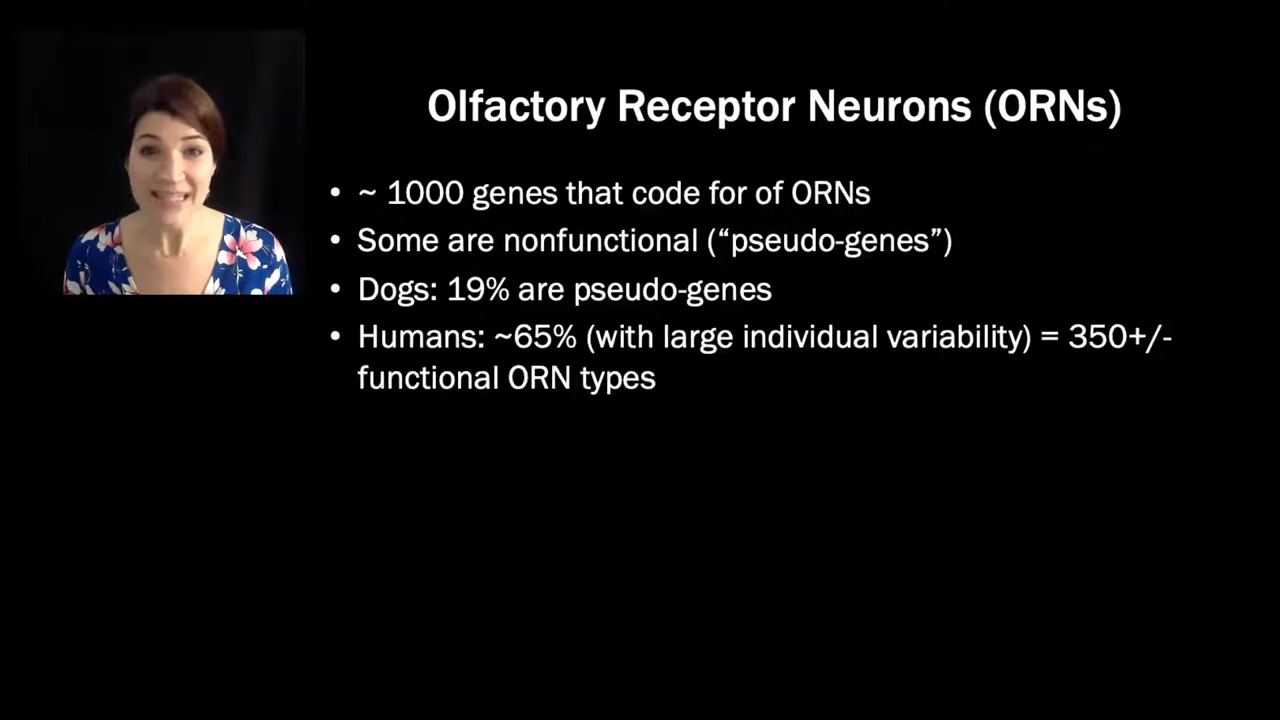 Olfactory Receptor Neurons (ORNs)
• ~ 1000 genes that code for of ORNs
• Some are nonfunctional (“pseudo-genes”)
• Dogs: 19% are pseudo-genes
• Humans: ~65% (with large individual variability) = 350+/-
functional ORN types